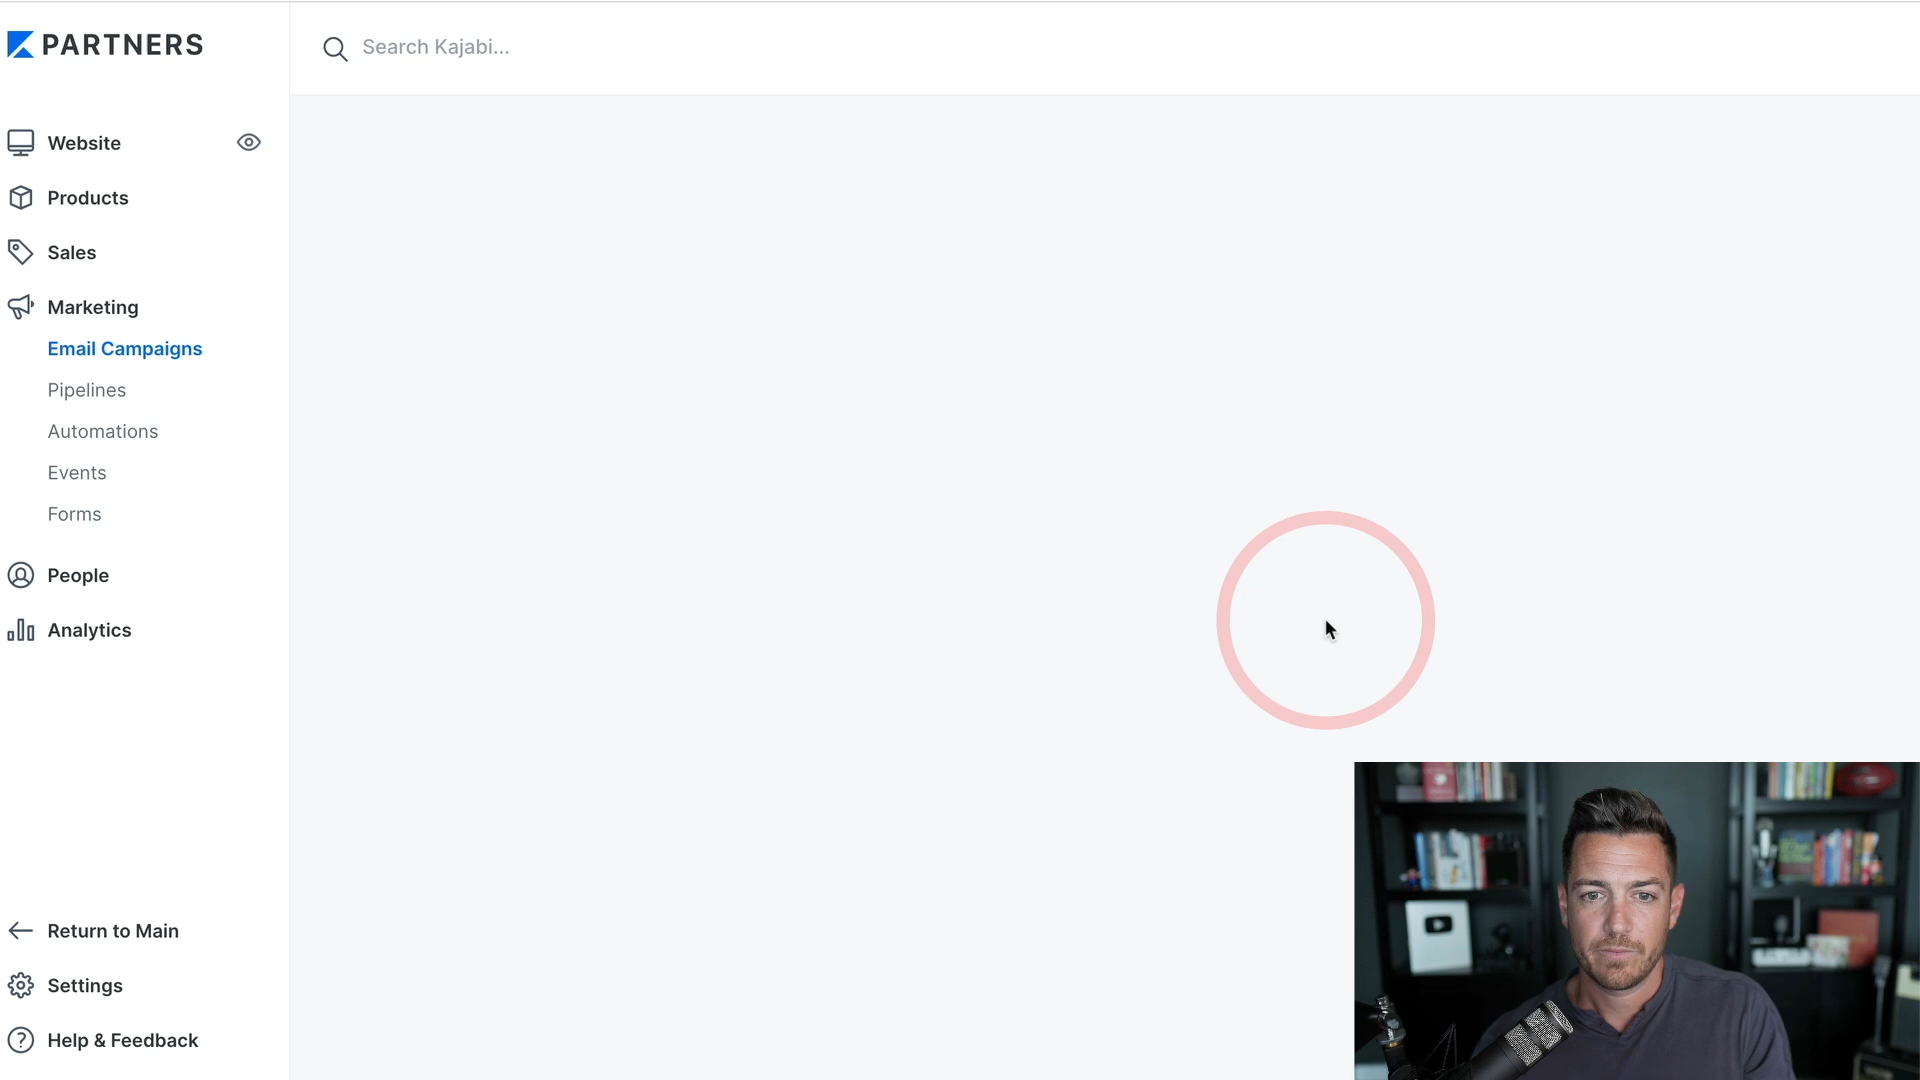 PARTNERS
Search Kajabi...
Website
Products
Sales
Marketing
Email Campaigns
Pipelines
Automations
Events
Forms
People
Analytics
Return to Main
Settings
Help & Feedback